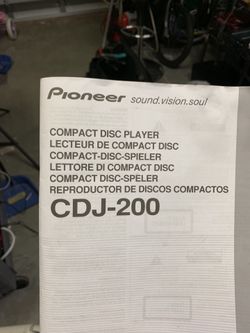 Pioneer sound.vision.soul
COMPACT DISC PLAYER
LECTEUR DE COMPACT DISC
COMPACT-DISC-SPIELER
LETTORE DI COMPACT DISC
COMPACT DISC-SPELER
REPRODUCTOR DE DISCOS COMPACTOS
CDJ-200